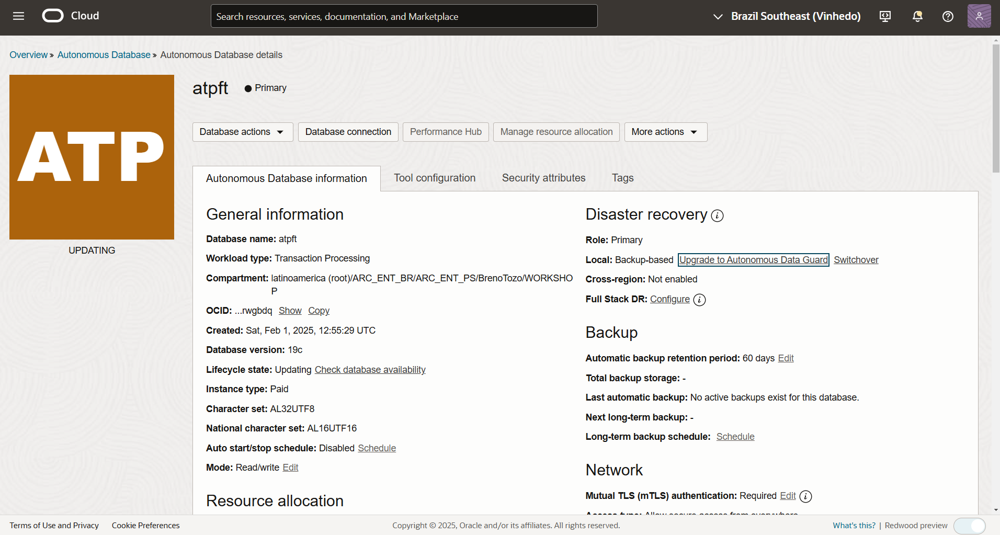 Cloud
Search resources, services, documentation, and Marketplace
Brazil Southeast (Vinhedo)
Overview » Autonomous Database » Autonomous Database details
ATP
UPDATING
atpft
Primary
Database actions
Database connection
Performance Hub
Manage resource allocation
More actions
Autonomous Database information
Tool configuration
Security attributes
Tags
General information
Database name: atpft
Workload type: Transaction Processing
Compartment: latinoamerica (root)/ARC_ENT_BR/ARC_ENT_PS/BrenoTozo/WORKSHO
P
OCID: ...rwgbdq Show Copy
Created: Sat, Feb 1, 2025, 12:55:29 UTC
Database version: 19c
Lifecycle state: Updating Check database availability
Instance type: Paid
Character set: AL32UTF8
National character set: AL16UTF16
Auto start/stop schedule: Disabled Schedule
Mode: Read/write Edit
Resource allocation
Disaster recovery
Role: Primary
Local: Backup-based Upgrade to Autonomous Data Guard Switchover
Cross-region: Not enabled
Full Stack DR: Configure
Backup
Automatic backup retention period: 60 days Edit
Total backup storage: -
Last automatic backup: No active backups exist for this database.
Next long-term backup: -
Long-term backup schedule: Schedule
Network
Mutual TLS (mTLS) authentication: Required Edit
Access type: Allow secure access from everywhere
Terms of Use and Privacy
Cookie Preferences
Copyright © 2025, Oracle and/or its affiliates. All rights reserved.
What's this? | Redwood preview